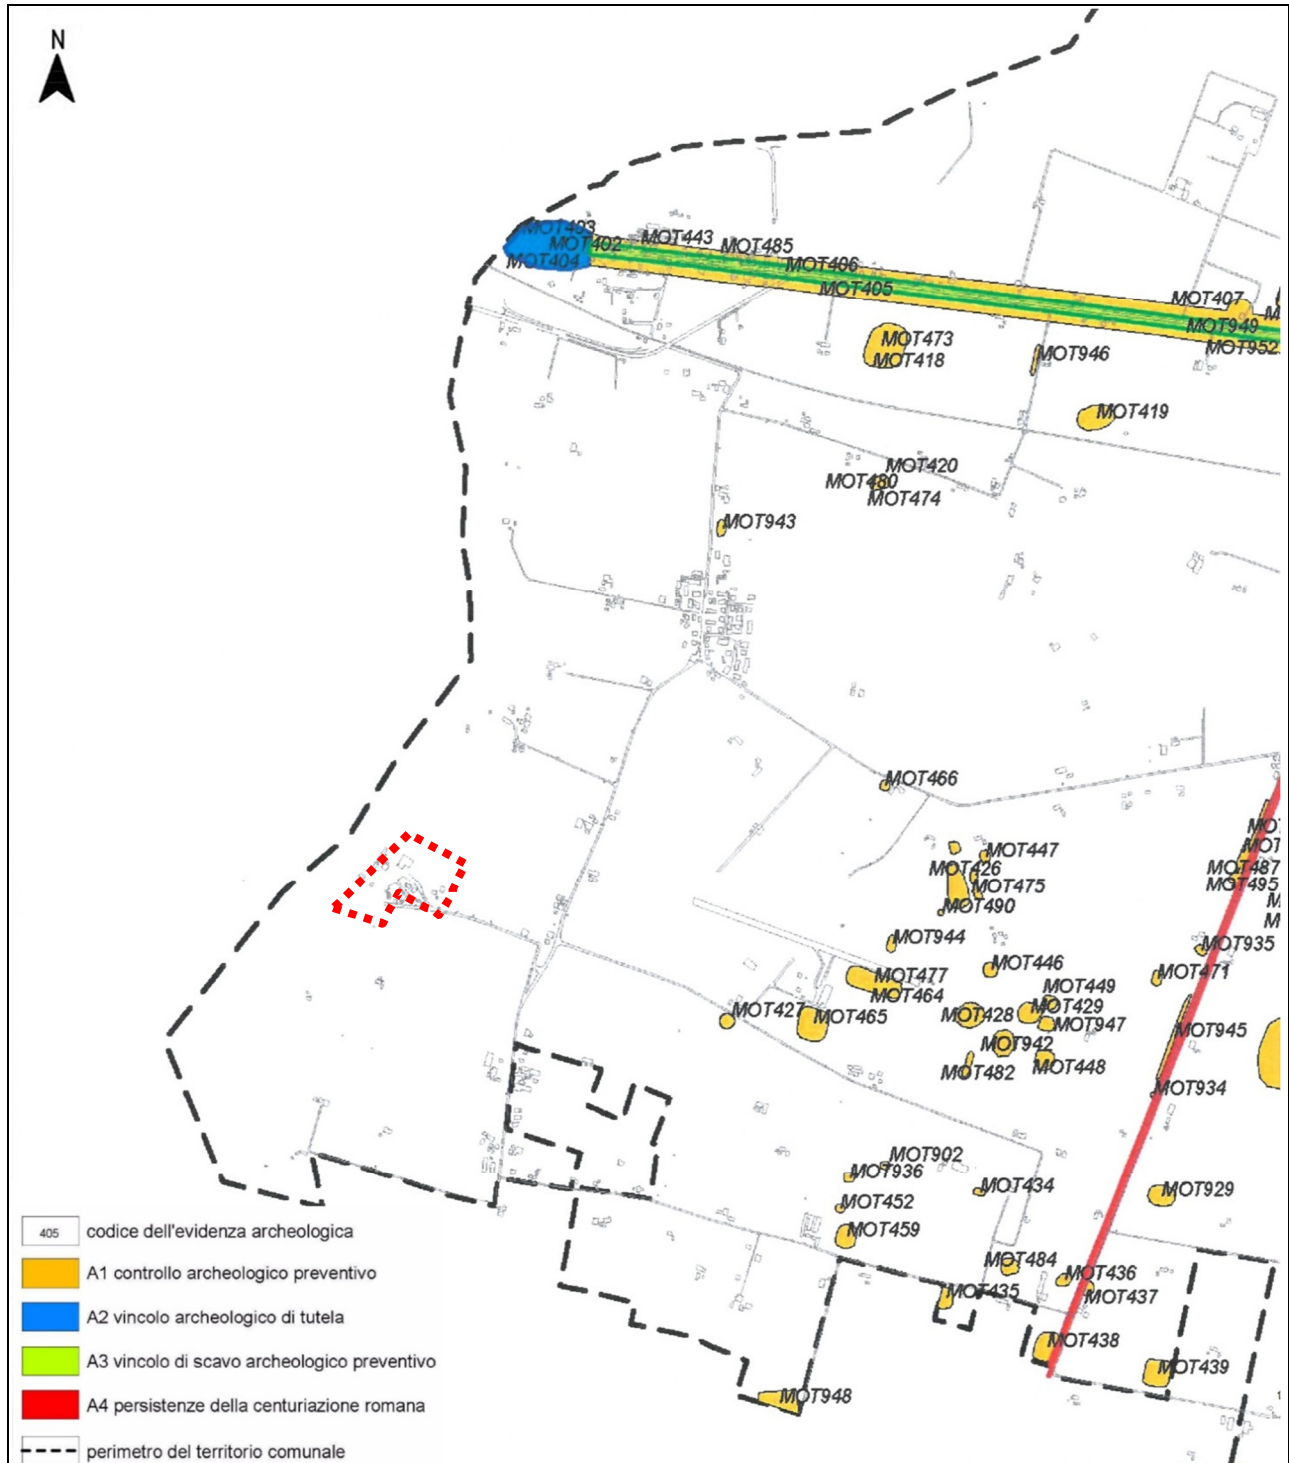 N
MOT403
MOT402
MOT404
MOT443
MOT485
MOT406
MOT405
MOT407
MOT949
MOT952
MOT473
MOT418
MOT946
MOT419
MOT420
MOT480
MOT474
MOT943
MOT466
MOT447
MOT426
MOT475
MOT490
MOT487
MOT495
MOT944
MOT935
MOT446
MOT471
MOT477
MOT464
MOT449
MOT429
MOT427
MOT465
MOT428
MOT947
MOT945
MOT942
MOT482
MOT448
MOT934
MOT902
MOT936
MOT434
MOT929
MOT452
MOT459
MOT484
MOT436
MOT435
MOT437
MOT438
MOT439
MOT948
405 codice dell'evidenza archeologica
A1 controllo archeologico preventivo
A2 vincolo archeologico di tutela
A3 vincolo di scavo archeologico preventivo
A4 persistenze della centuriazione romana
perimetro del territorio comunale